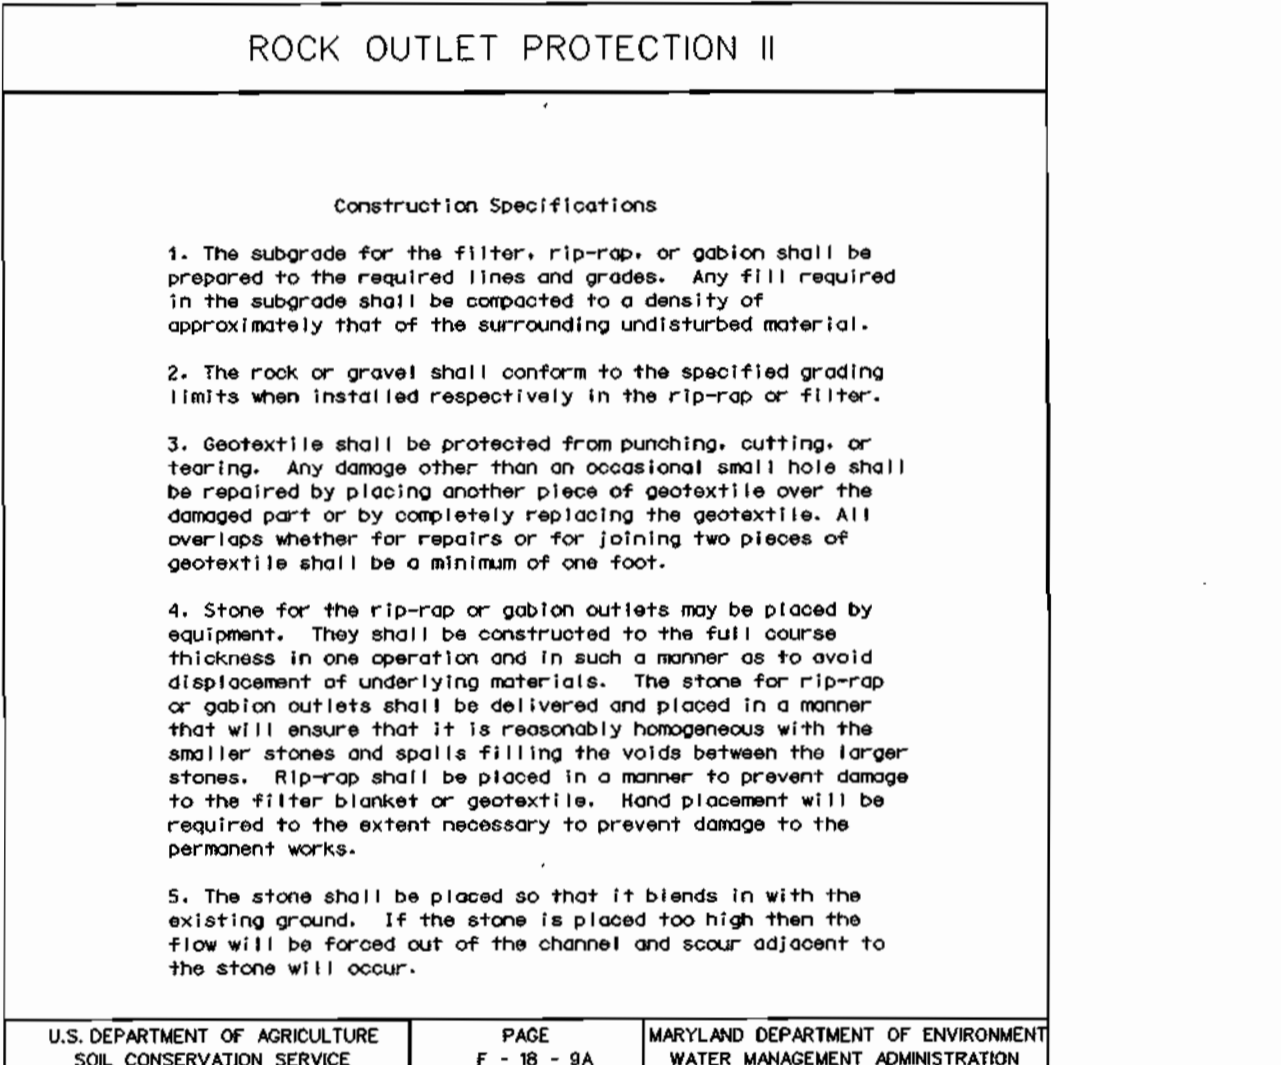 ROCK OUTLET PROTECTION II
Construction Specifications
1. The subgrade for the filter, rip-rap, or gabion shall be
prepared to the required lines and grades. Any fill required
in the subgrade shall be compacted to a density of
approximately that of the surrounding undisturbed material.
2. The rock or gravel shall conform to the specified grading
limits when installed respectively in the rip-rap or filter.
3. Geotextile shall be protected from punching, cutting, or
tearing. Any damage other than an occasional small hole shall
be repaired by placing another piece of geotextile over the
damaged part or by completely replacing the geotextile. All
overlaps whether for repairs or for joining two pieces of
geotextile shall be a minimum of one foot.
4. Stone for the rip-rap or gabion outlets may be placed by
equipment. They shall be constructed to the full course
thickness in one operation and in such a manner as to avoid
displacement of underlying materials. The stone for rip-rap
or gabion outlets shall be delivered and placed in a manner
that will ensure that it is reasonably homogeneous with the
smaller stones and spalls filling the voids between the larger
stones. Rip-rap shall be placed in a manner to prevent damage
to the filter blanket or geotextile. Hand placement will be
required to the extent necessary to prevent damage to the
permanent works.
5. The stone shall be placed so that it blends in with the
existing ground. If the stone is placed too high then the
flow will be forced out of the channel and scour adjacent to
the stone will occur.
U.S. DEPARTMENT OF AGRICULTURE PAGE MARYLAND DEPARTMENT OF ENVIRONMENT
SOIL CONSERVATION SERVICE F - 18 - 9A WATER MANAGEMENT ADMINISTRATION